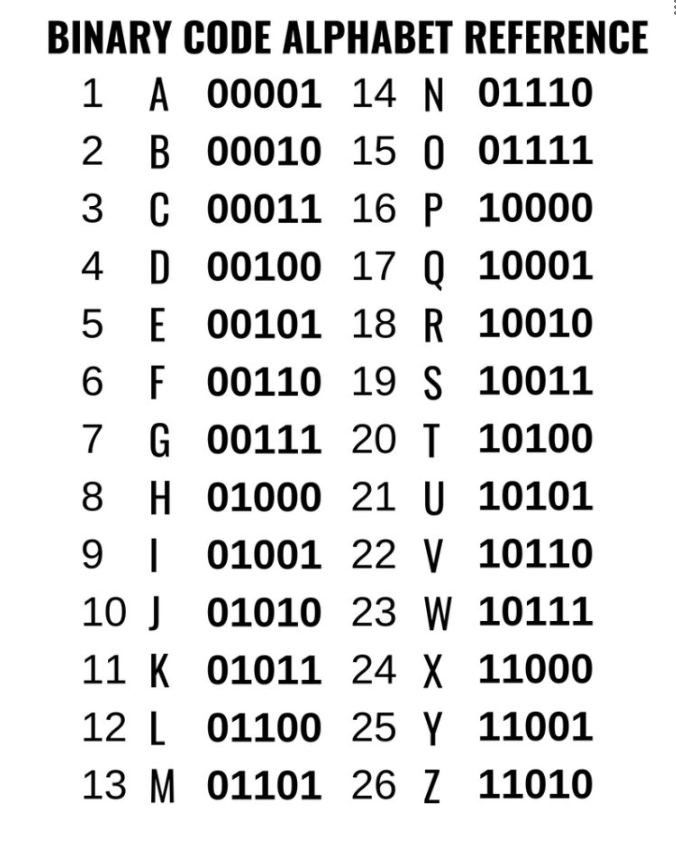 BINARY CODE ALPHABET REFERENCE
1 A 00001 14 N 01110
2 B 00010 15 O 01111
3 C 00011 16 P 10000
4 D 00100 17 Q 10001
5 E 00101 18 R 10010
6 F 00110 19 S 10011
7 G 00111 20 T 10100
8 H 01000 21 U 10101
9 I 01001 22 V 10110
10 J 01010 23 W 10111
11 K 01011 24 X 11000
12 L 01100 25 Y 11001
13 M 01101 26 Z 11010